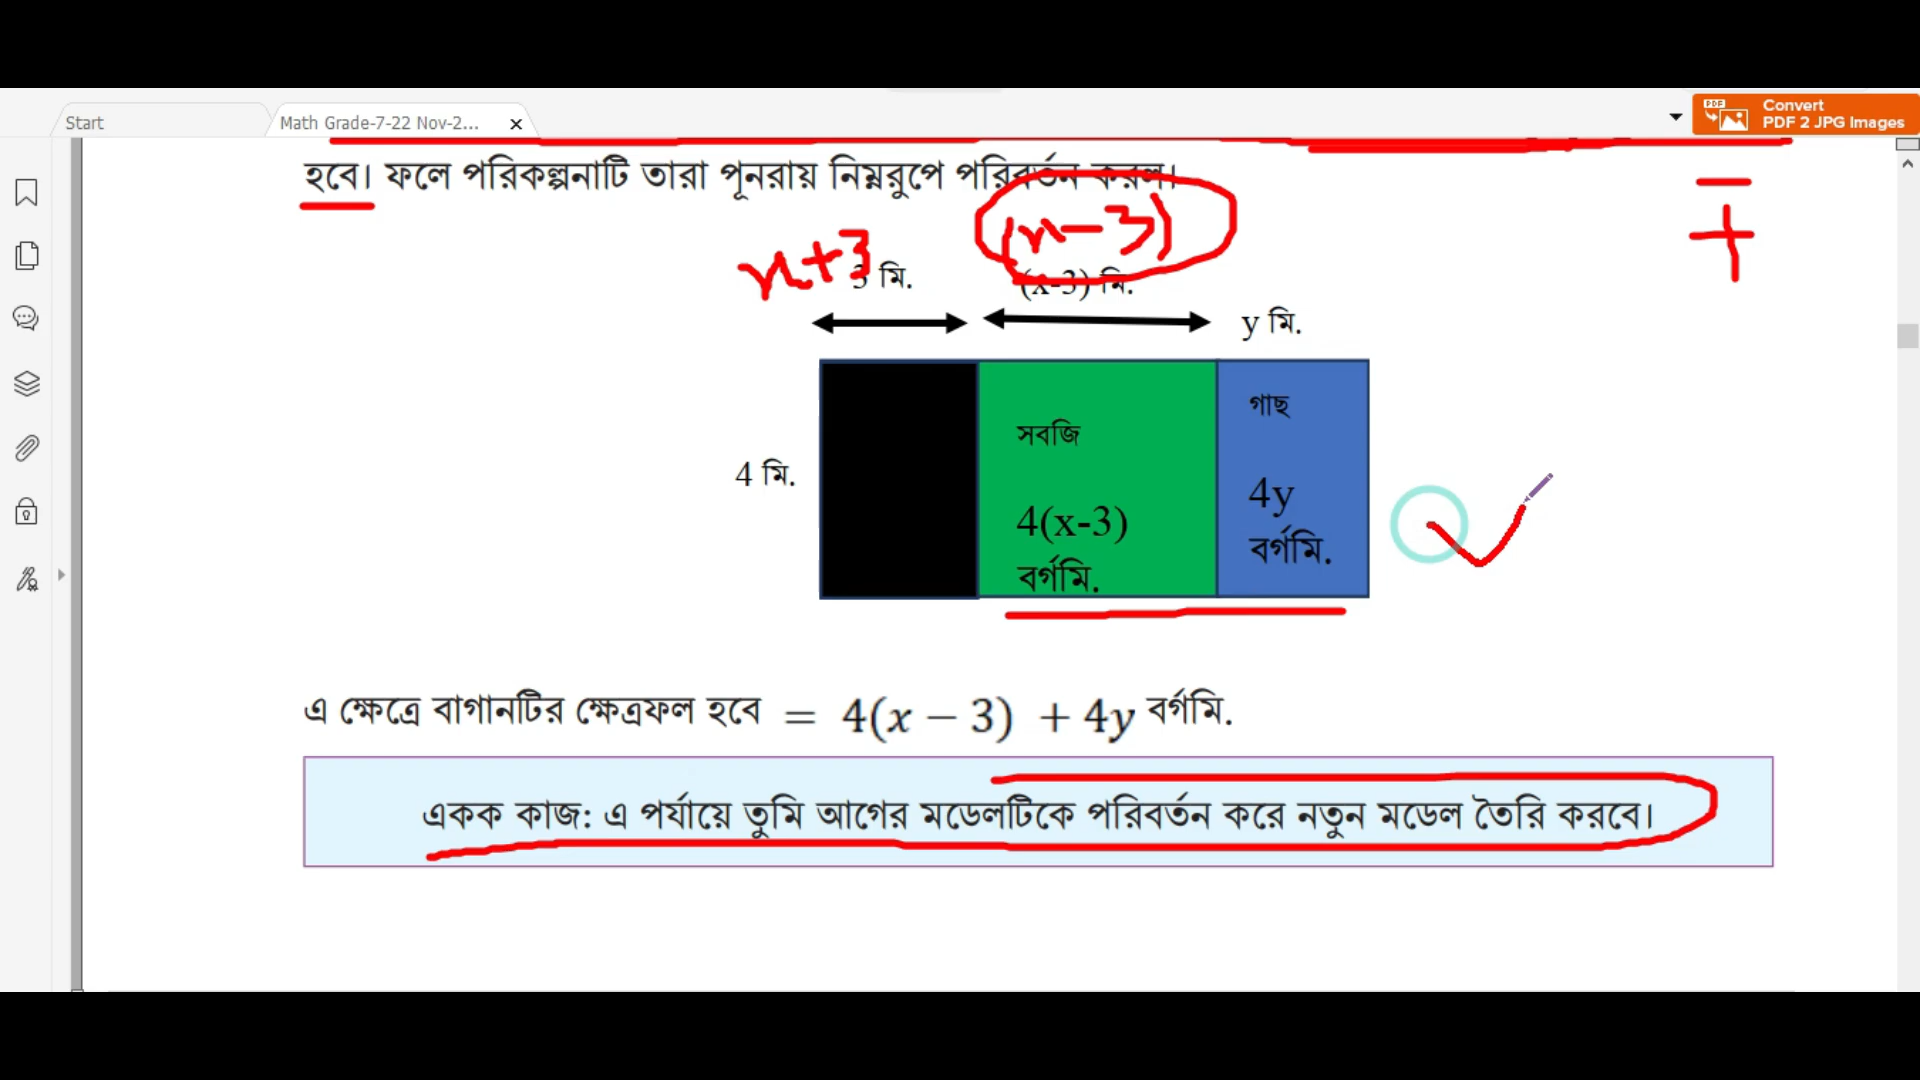 Start
Math Grade-7-22 Nov-2...
Convert
PDF 2 JPG Images
হবে। ফলে পরিকল্পনাটি তারা পূনরায় নিম্নরুপে পরিবর্তন করল।
(x-3)
x+3
3 মি.
(x-3) মি.
y মি.
4 মি.
সবজি
4(x-3)
বর্গমি.
গাছ
4y
বর্গমি.
এ ক্ষেত্রে বাগানটির ক্ষেত্রফল হবে = 4(x − 3) + 4y বর্গমি.
একক কাজ: এ পর্যায়ে তুমি আগের মডেলটিকে পরিবর্তন করে নতুন মডেল তৈরি করবে।